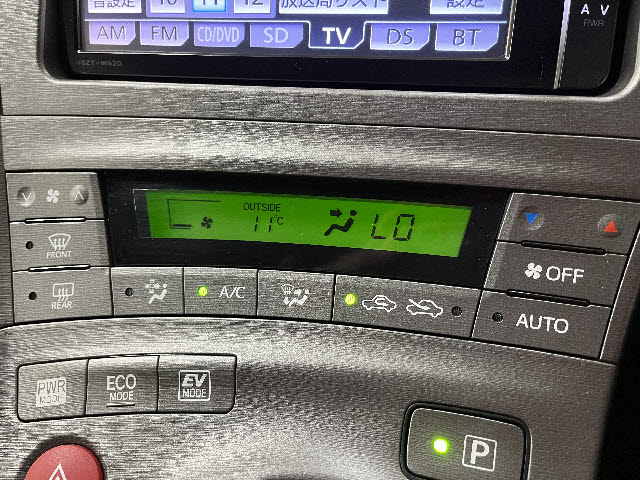 音設定 10 11 12 放送局リスト 設定
AM FM CD/DVD SD TV DS BT
NSZT-W62G
A V
PWR
OUTSIDE
11℃ LO
FRONT
REAR
A/C
OFF
AUTO
PWR MODE
ECO MODE
EV MODE
P